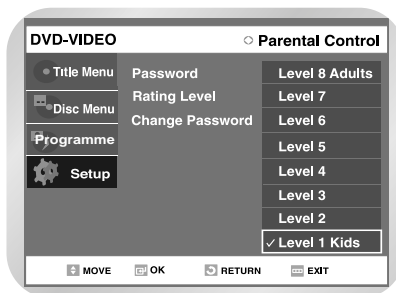 DVD-VIDEO
Parental Control
Title Menu
Disc Menu
Programme
Setup
Password
Rating Level
Change Password
Level 8 Adults
Level 7
Level 6
Level 5
Level 4
Level 3
Level 2
✓ Level 1 Kids
MOVE OK RETURN EXIT